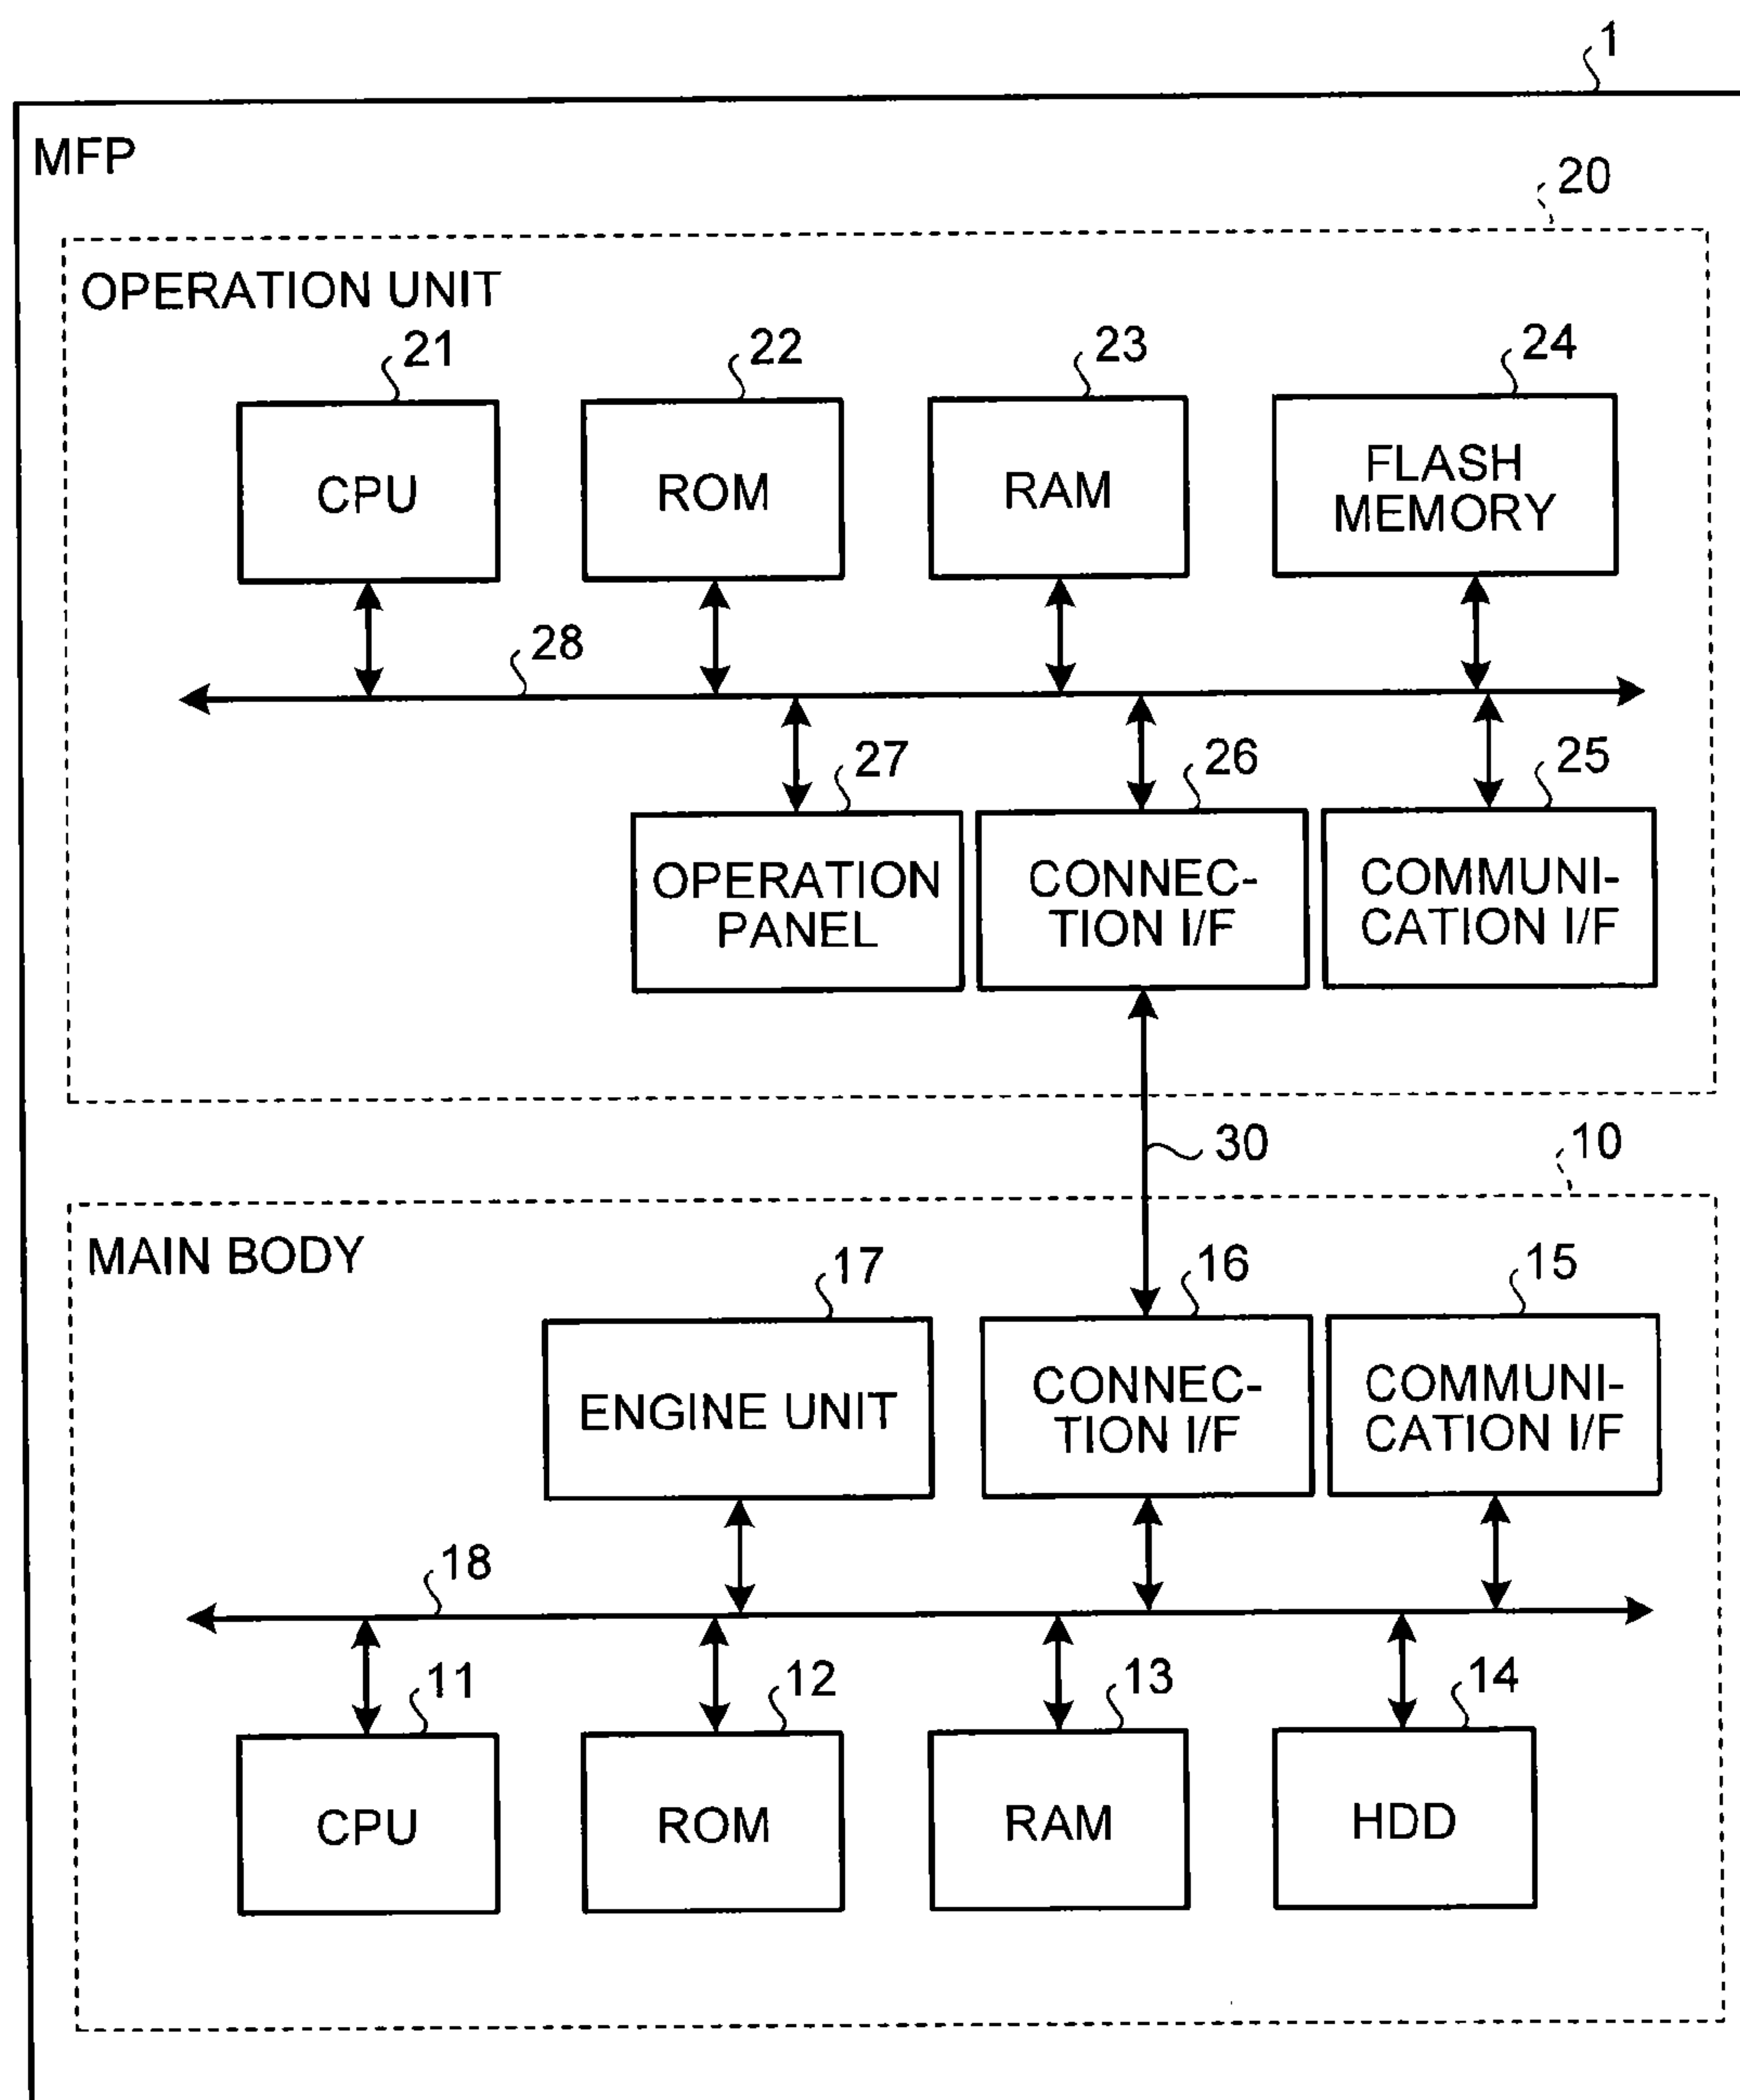 1
MFP
20
OPERATION UNIT
21
22
23
24
CPU
ROM
RAM
FLASH
MEMORY
28
27
26
25
OPERATION
PANEL
CONNEC-
TION I/F
COMMUNI-
CATION I/F
30
10
MAIN BODY
17
16
15
ENGINE UNIT
CONNEC-
TION I/F
COMMUNI-
CATION I/F
18
11
12
13
14
CPU
ROM
RAM
HDD